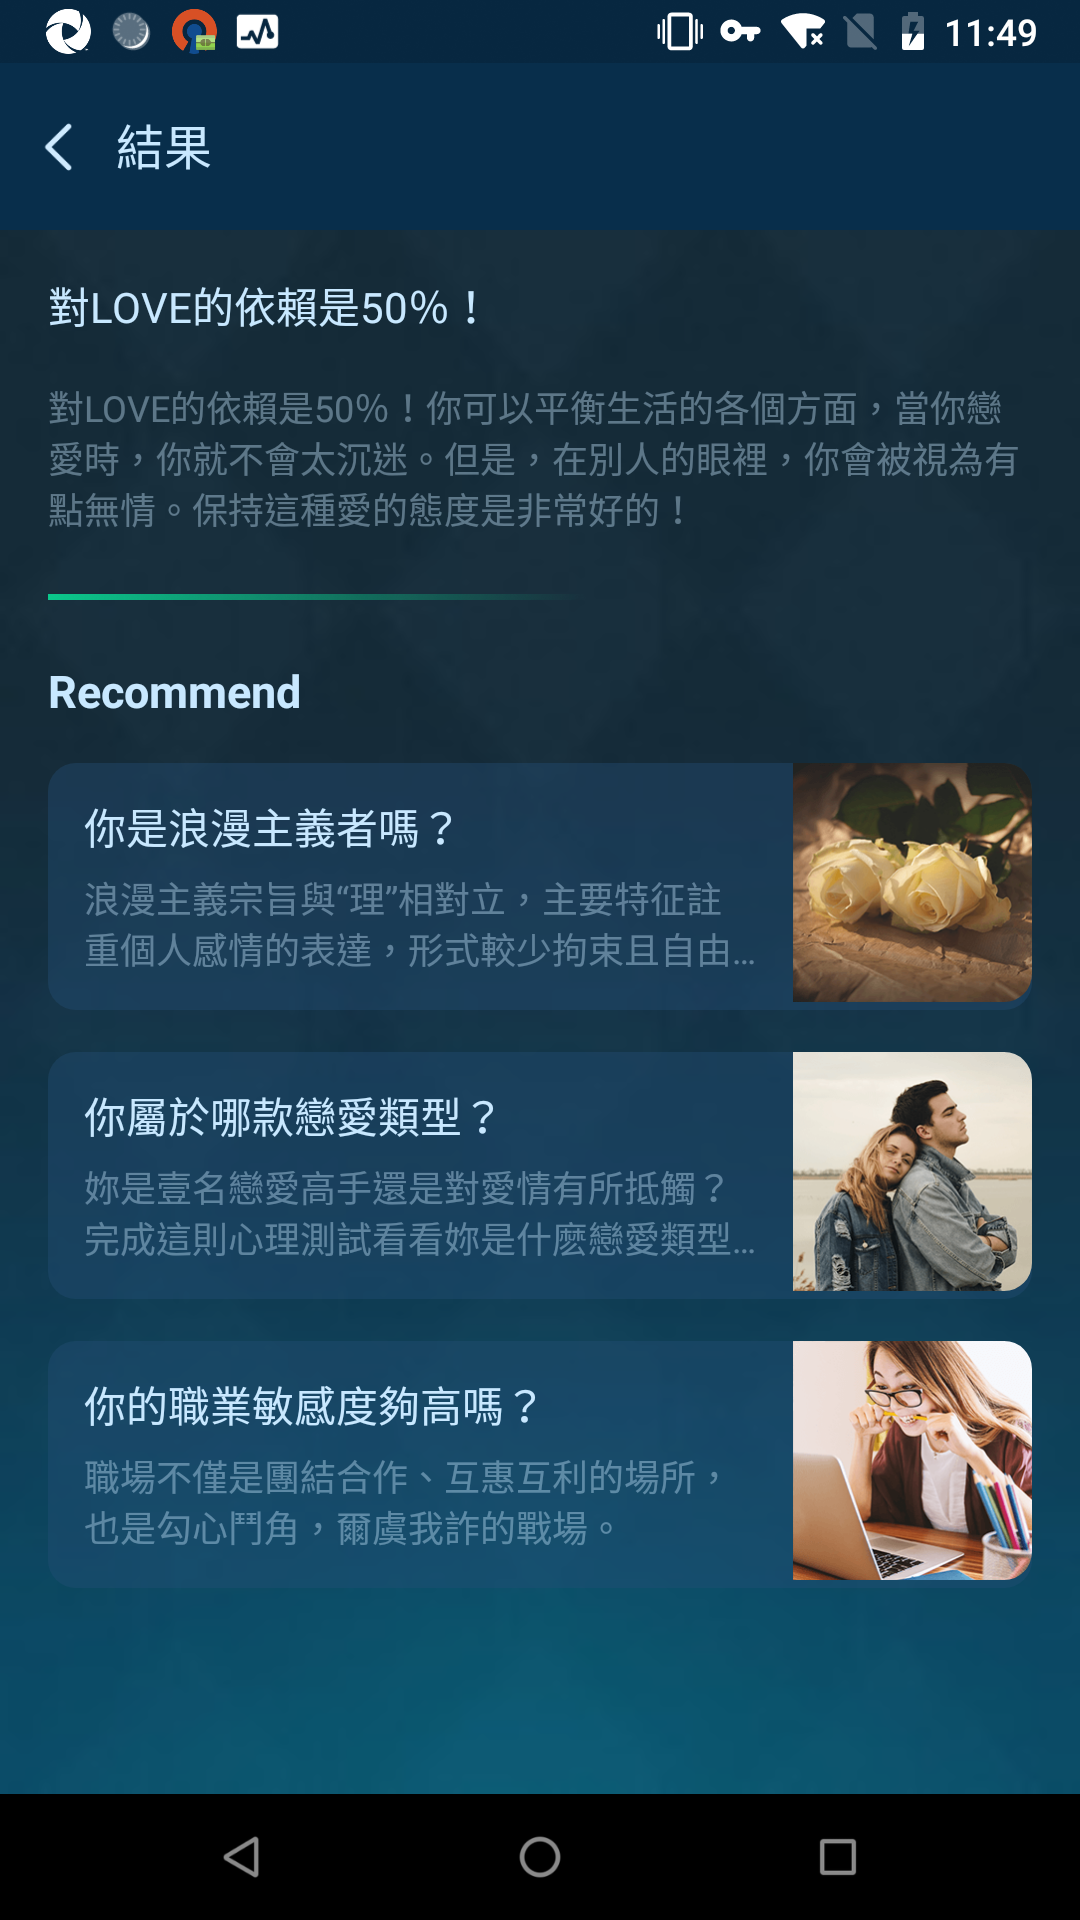 11:49
結果
對LOVE的依賴是50%！
對LOVE的依賴是50%！你可以平衡生活的各個方面，當你戀
愛時，你就不會太沉迷。但是，在別人的眼裡，你會被視為有
點無情。保持這種愛的態度是非常好的！
Recommend
你是浪漫主義者嗎？
浪漫主義宗旨與“理”相對立，主要特征註
重個人感情的表達，形式較少拘束且自由...
你屬於哪款戀愛類型？
妳是壹名戀愛高手還是對愛情有所抵觸？
完成這則心理測試看看妳是什麽戀愛類型...
你的職業敏感度夠高嗎？
職場不僅是團結合作、互惠互利的場所，
也是勾心鬥角，爾虞我詐的戰場。